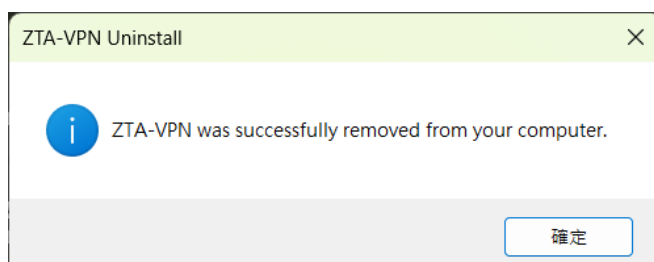 ZTA-VPN Uninstall
ZTA-VPN was successfully removed from your computer.
確定